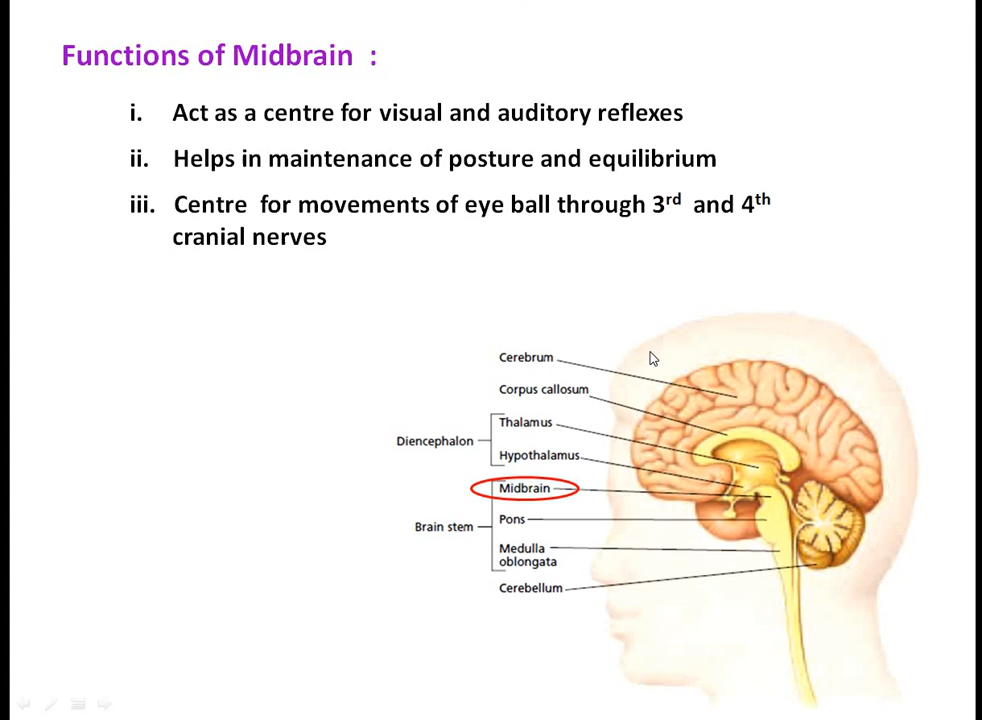 Functions of Midbrain :
i. Act as a centre for visual and auditory reflexes
ii. Helps in maintenance of posture and equilibrium
iii. Centre for movements of eye ball through 3rd and 4th
cranial nerves
Cerebrum
Corpus callosum
Thalamus
Diencephalon
Hypothalamus
Midbrain
Pons
Brain stem
Medulla
oblongata
Cerebellum